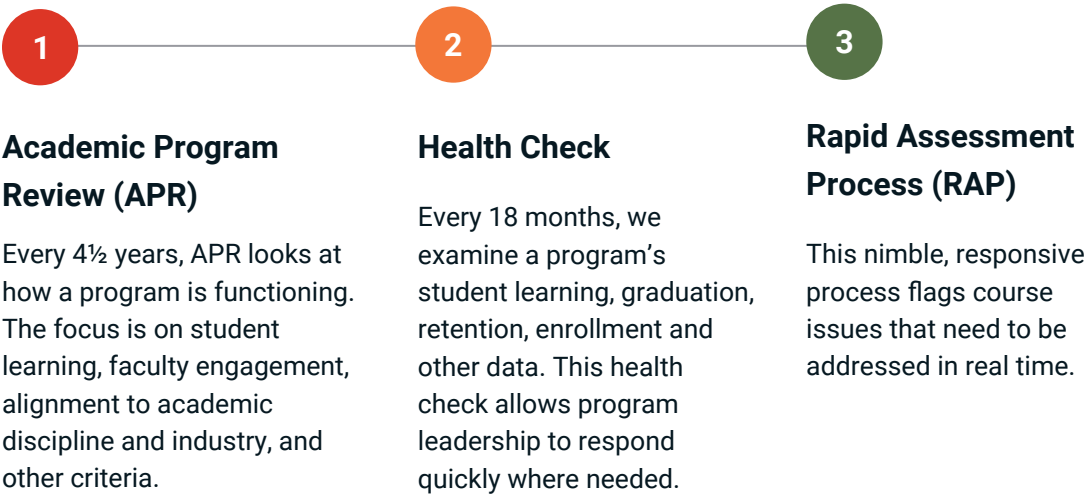 1
Academic Program
Review (APR)
Every 4½ years, APR looks at
how a program is functioning.
The focus is on student
learning, faculty engagement,
alignment to academic
discipline and industry, and
other criteria.
2
Health Check
Every 18 months, we
examine a program’s
student learning, graduation,
retention, enrollment and
other data. This health
check allows program
leadership to respond
quickly where needed.
3
Rapid Assessment
Process (RAP)
This nimble, responsive
process flags course
issues that need to be
addressed in real time.